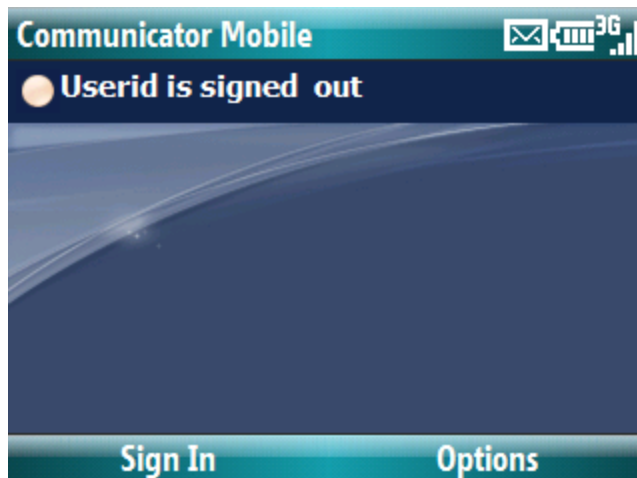 Communicator Mobile 3G
Userid is signed out
Sign In Options